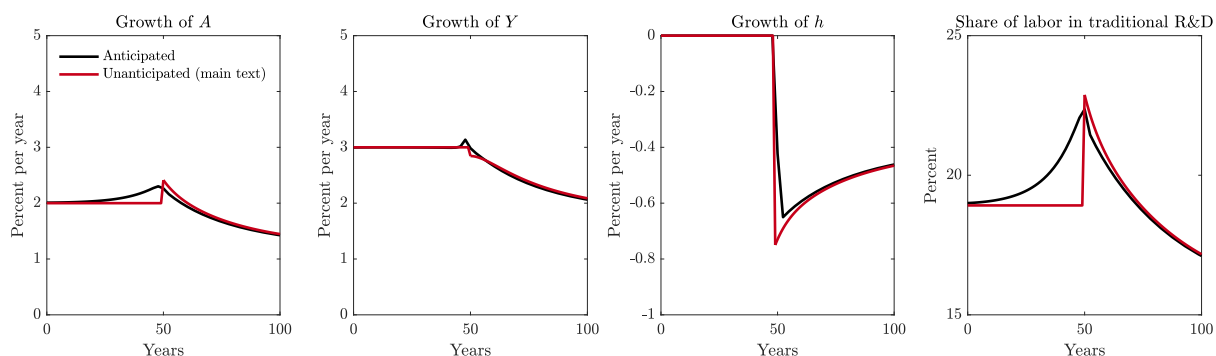 Growth of A
Percent per year
5
4
3
2
1
0
Anticipated
Unanticipated (main text)
0 50 100
Years
Growth of Y
Percent per year
5
4
3
2
1
0
0 50 100
Years
Growth of h
Percent per year
0
-0.2
-0.4
-0.6
-0.8
-1
0 50 100
Years
Share of labor in traditional R&D
Percent
25
20
15
0 50 100
Years